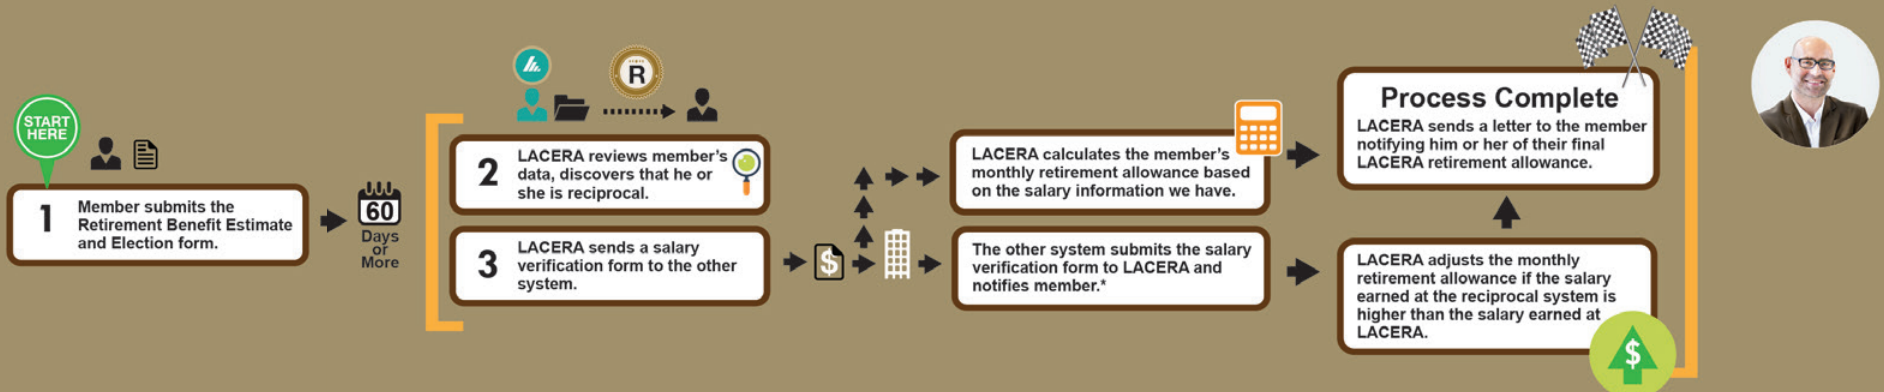 START
HERE
1
Member submits the
Retirement Benefit Estimate
and Election form.
60
Days
or
More
R
2
LACERA reviews member's
data, discovers that he or
she is reciprocal.
3
LACERA sends a salary
verification form to the other
system.
$
LACERA calculates the member's
monthly retirement allowance based
on the salary information we have.
The other system submits the salary
verification form to LACERA and
notifies member.*
Process Complete
LACERA sends a letter to the member
notifying him or her of their final
LACERA retirement allowance.
LACERA adjusts the monthly
retirement allowance if the salary
earned at the reciprocal system is
higher than the salary earned at
LACERA.
$